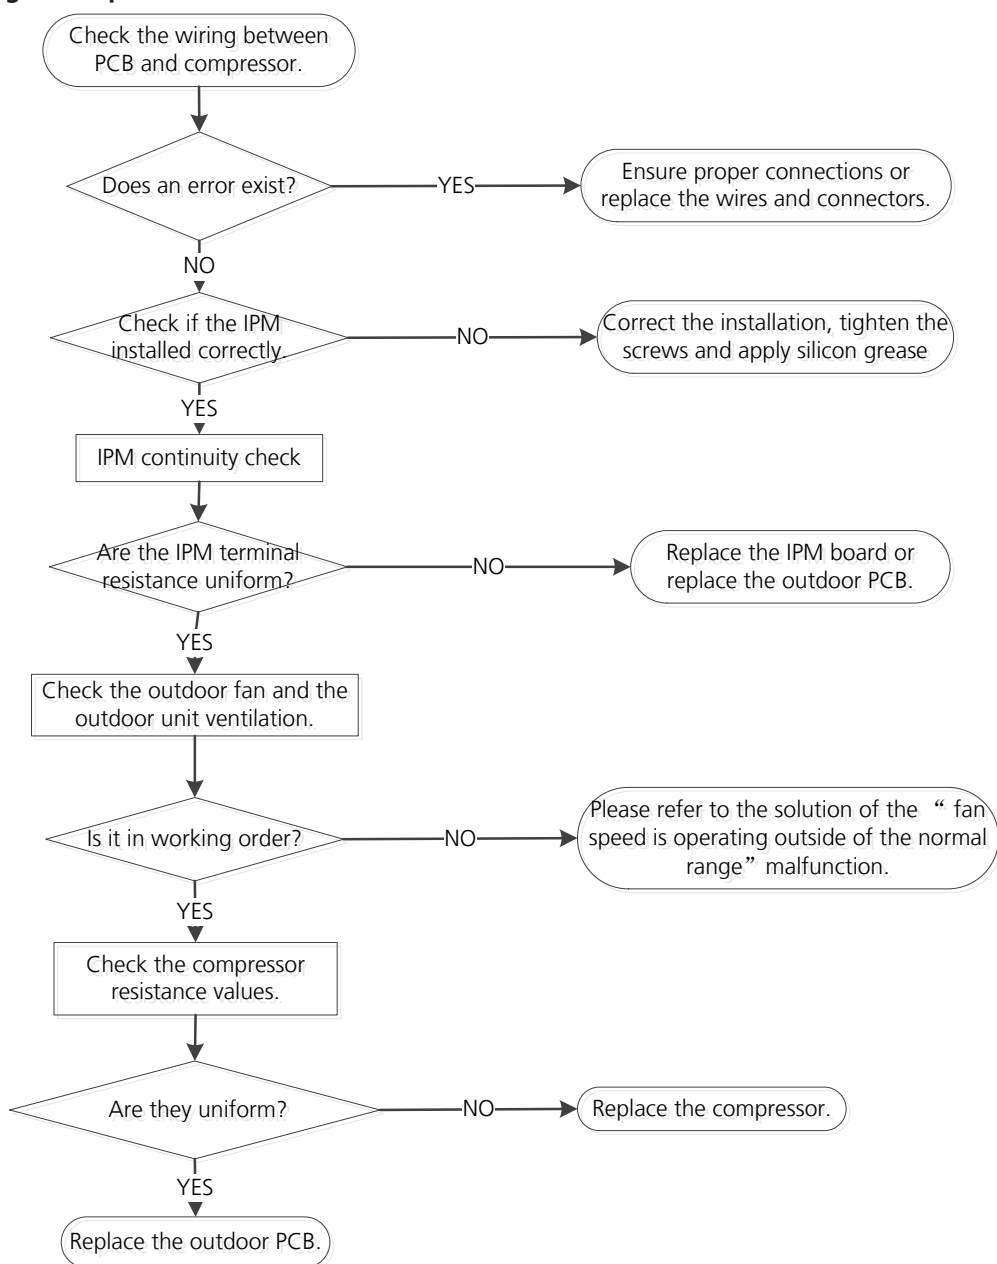 Check the wiring between
PCB and compressor.
Does an error exist?
YES
Ensure proper connections or
replace the wires and connectors.
NO
Check if the IPM
installed correctly.
NO
Correct the installation, tighten the
screws and apply silicon grease
YES
IPM continuity check
Are the IPM terminal
resistance uniform?
NO
Replace the IPM board or
replace the outdoor PCB.
YES
Check the outdoor fan and the
outdoor unit ventilation.
Is it in working order?
NO
Please refer to the solution of the “ fan
speed is operating outside of the normal
range” malfunction.
YES
Check the compressor
resistance values.
Are they uniform?
NO
Replace the compressor.
YES
Replace the outdoor PCB.